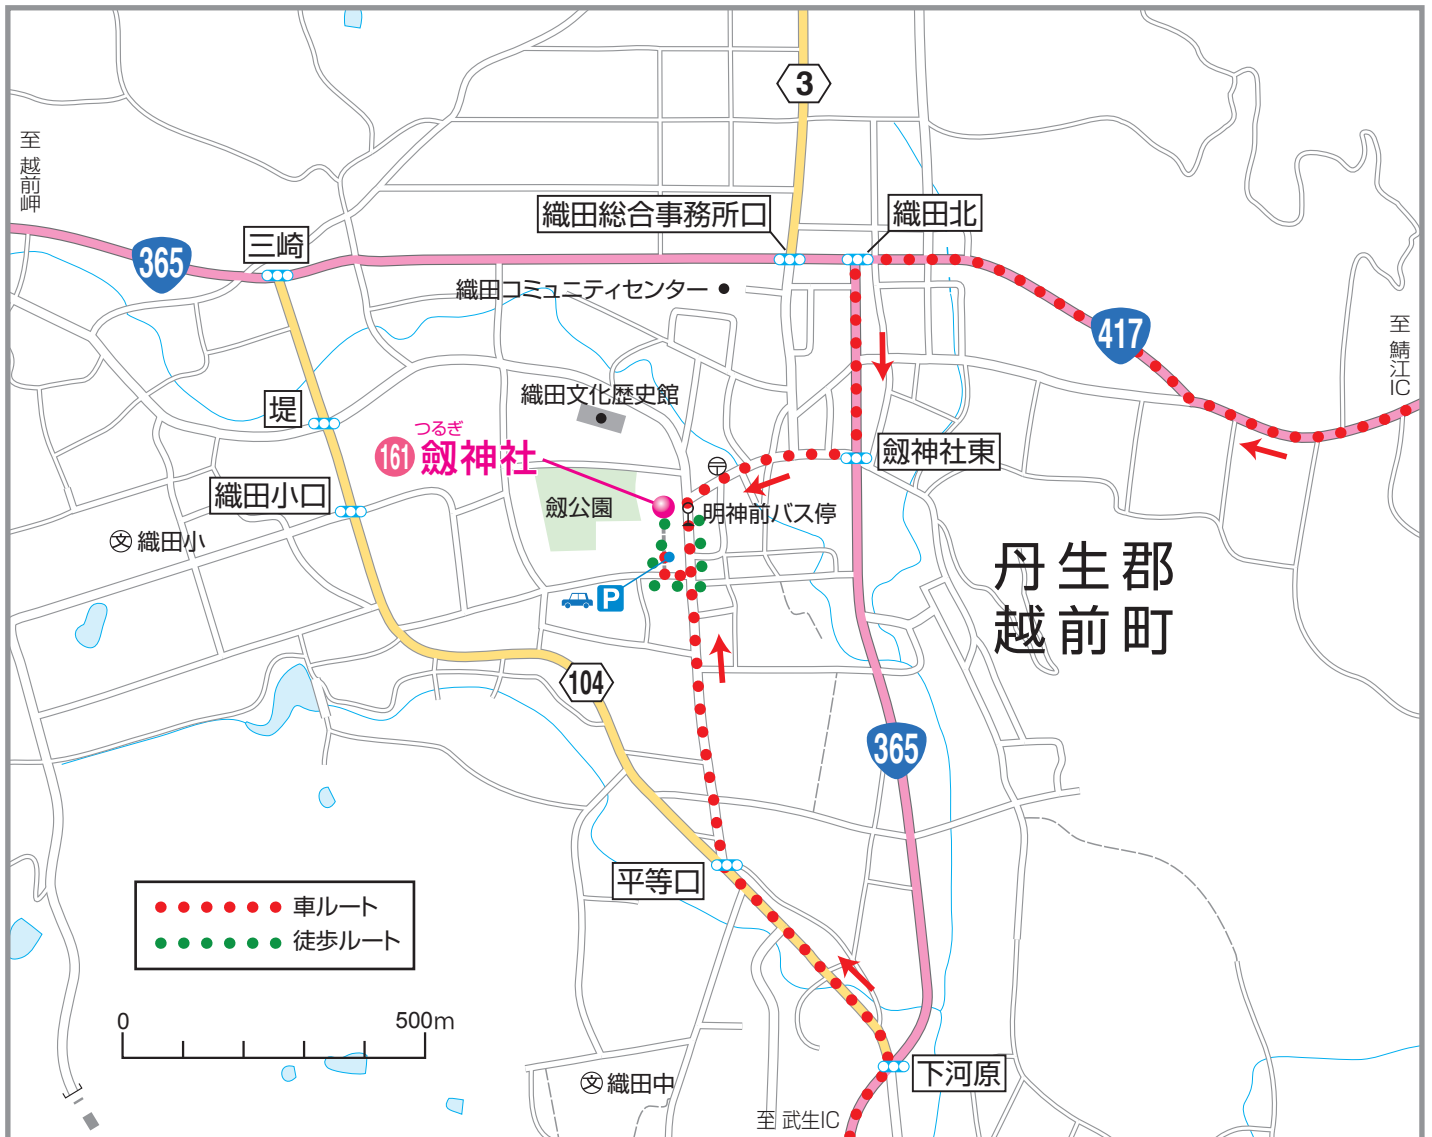 3
至 越前岬
織田総合事務所口
織田北
三崎
365
織田コミュニティセンター
417
至 鯖江IC
織田文化歴史館
堤
つるぎ
161 劔神社
劔神社東
〒
織田小口
劔公園
明神前バス停
文 織田小
丹生郡
越前町
P
104
365
平等口
車ルート
徒歩ルート
0 500m
下河原
文 織田中
至 武生IC